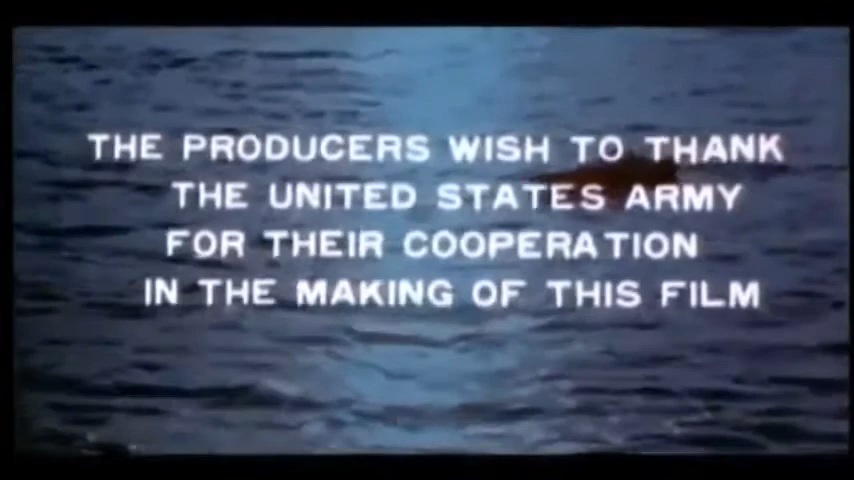 THE PRODUCERS WISH TO THANK
THE UNITED STATES ARMY
FOR THEIR COOPERATION
IN THE MAKING OF THIS FILM